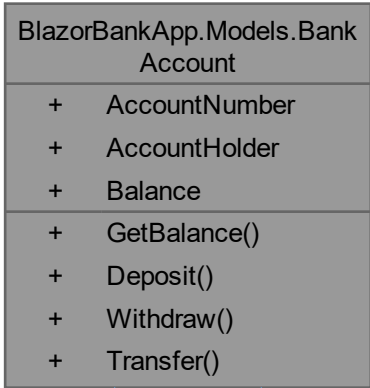 BlazorBankApp.Models.Bank
Account
+ AccountNumber
+ AccountHolder
+ Balance
+ GetBalance()
+ Deposit()
+ Withdraw()
+ Transfer()